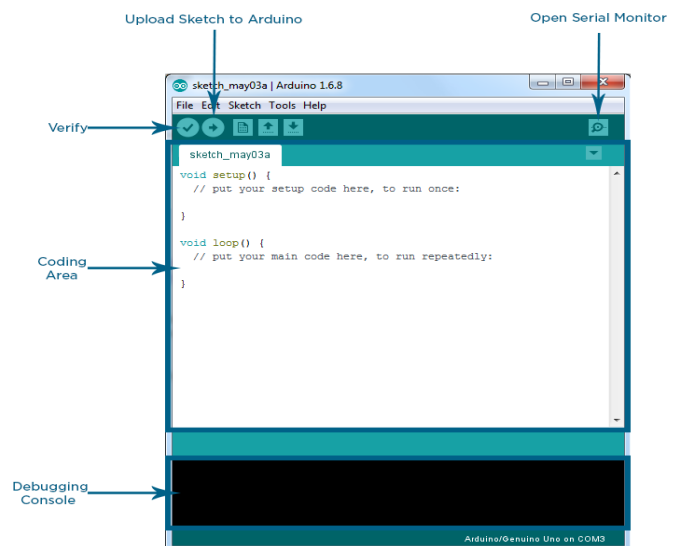 Upload Sketch to Arduino
Open Serial Monitor
sketch_may03a | Arduino 1.6.8
File Edit Sketch Tools Help
Verify
sketch_may03a
void setup() {
  // put your setup code here, to run once:
}
void loop() {
  // put your main code here, to run repeatedly:
}
Coding
Area
Debugging
Console
Arduino/Genuino Uno on COM3